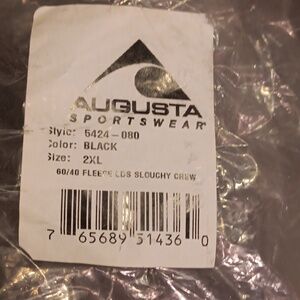 AUGUSTA
SPORTSWEAR
Style: 5424-080
Color: BLACK
Size: 2XL
60/40 FLEECE LDS SLOUCHY CREW
7 65689 51436 0